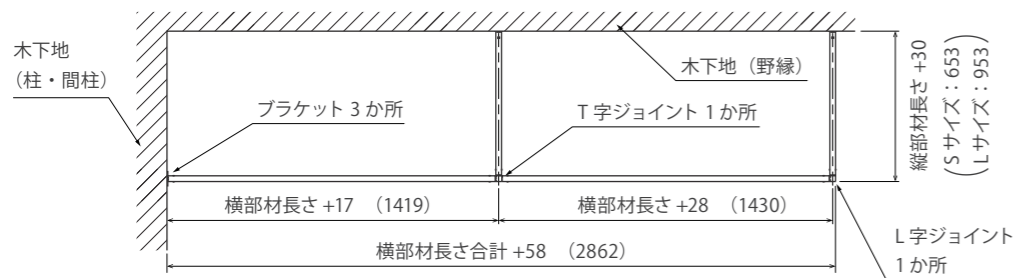 木下地
（柱・間柱）
木下地（野縁）
ブラケット 3 か所
T 字ジョイント 1 か所
縦部材長さ +30
（S サイズ：653
L サイズ：953）
横部材長さ +17　（1419）
横部材長さ +28　（1430）
横部材長さ合計 +58　（2862）
L 字ジョイント
1 か所